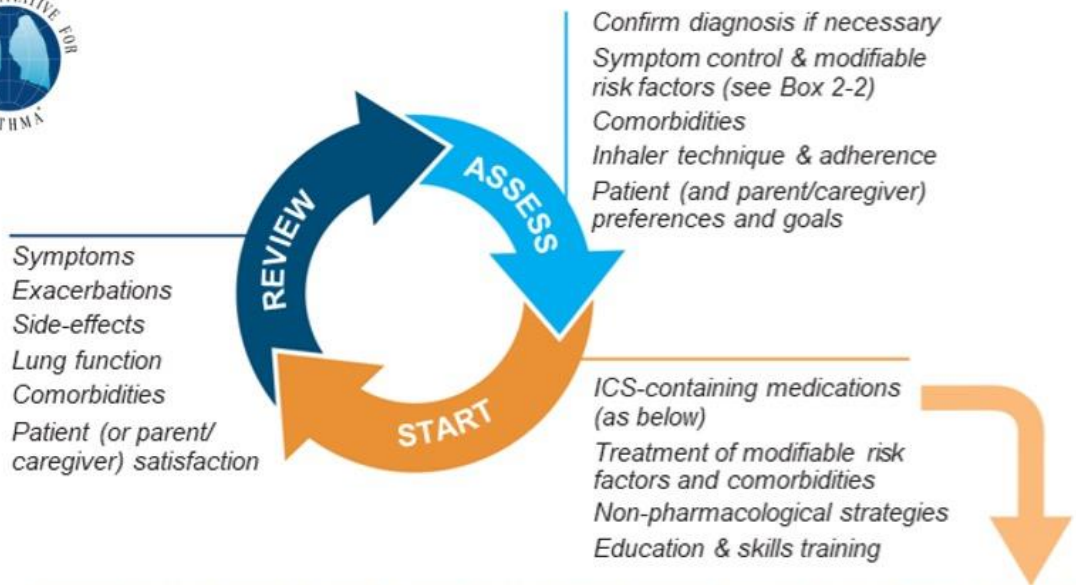 FOR
THMA
Confirm diagnosis if necessary
Symptom control & modifiable
risk factors (see Box 2-2)
Comorbidities
Inhaler technique & adherence
Patient (and parent/caregiver)
preferences and goals
ASSESS
REVIEW
Symptoms
Exacerbations
Side-effects
Lung function
Comorbidities
Patient (or parent/
caregiver) satisfaction
START
ICS-containing medications
(as below)
Treatment of modifiable risk
factors and comorbidities
Non-pharmacological strategies
Education & skills training